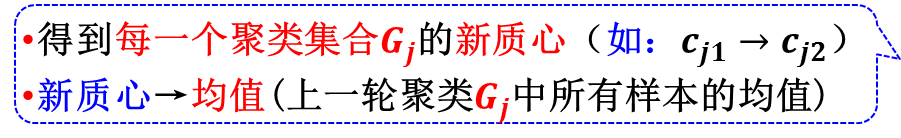 •得到每一个聚类集合Gⱼ的新质心（如：cⱼ₁ → cⱼ₂）
•新质心→均值(上一轮聚类Gⱼ中所有样本的均值)